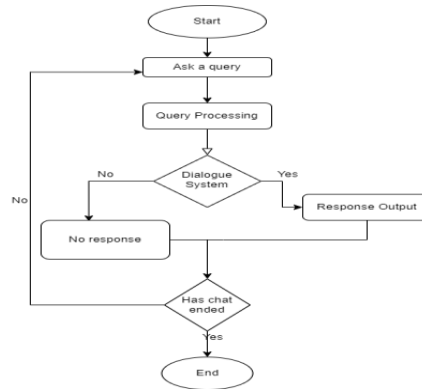 Start
Ask a query
Query Processing
Dialogue
System
No
Yes
No
No response
Response Output
Has chat
ended
Yes
End